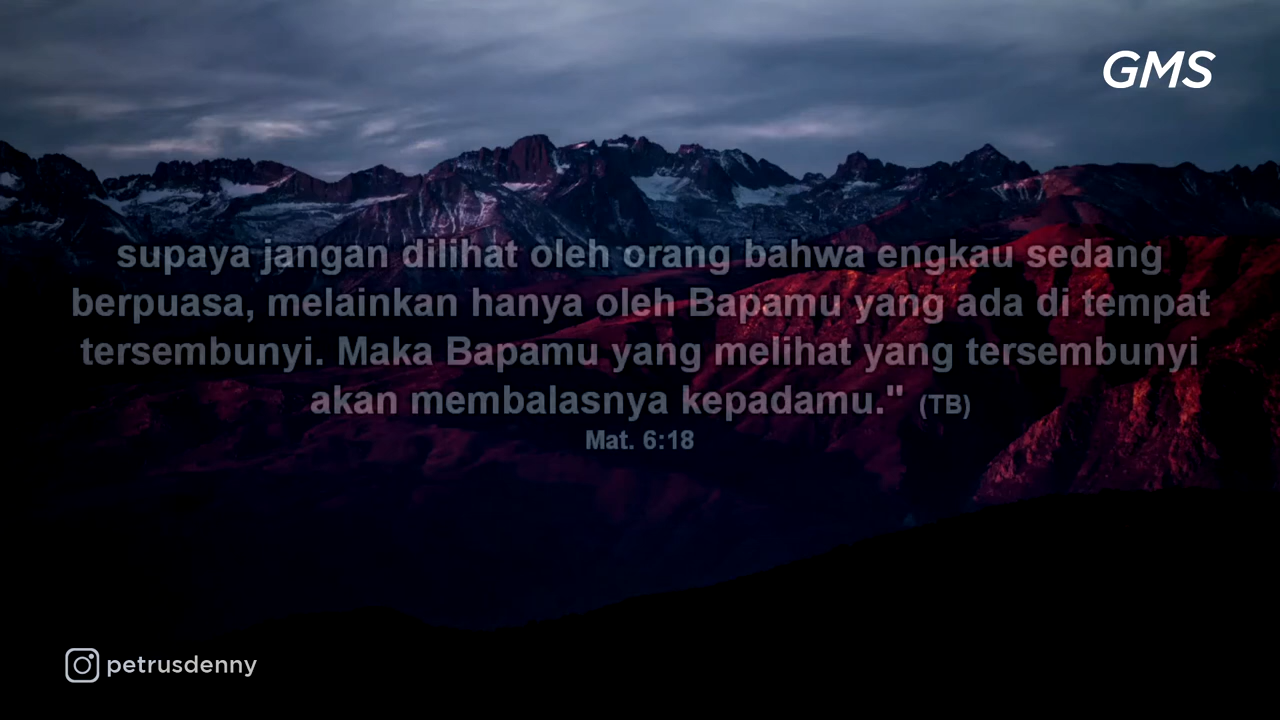 GMS
supaya jangan dilihat oleh orang bahwa engkau sedang
berpuasa, melainkan hanya oleh Bapamu yang ada di tempat
tersembunyi. Maka Bapamu yang melihat yang tersembunyi
akan membalasnya kepadamu." (TB)
Mat. 6:18
petrusdenny